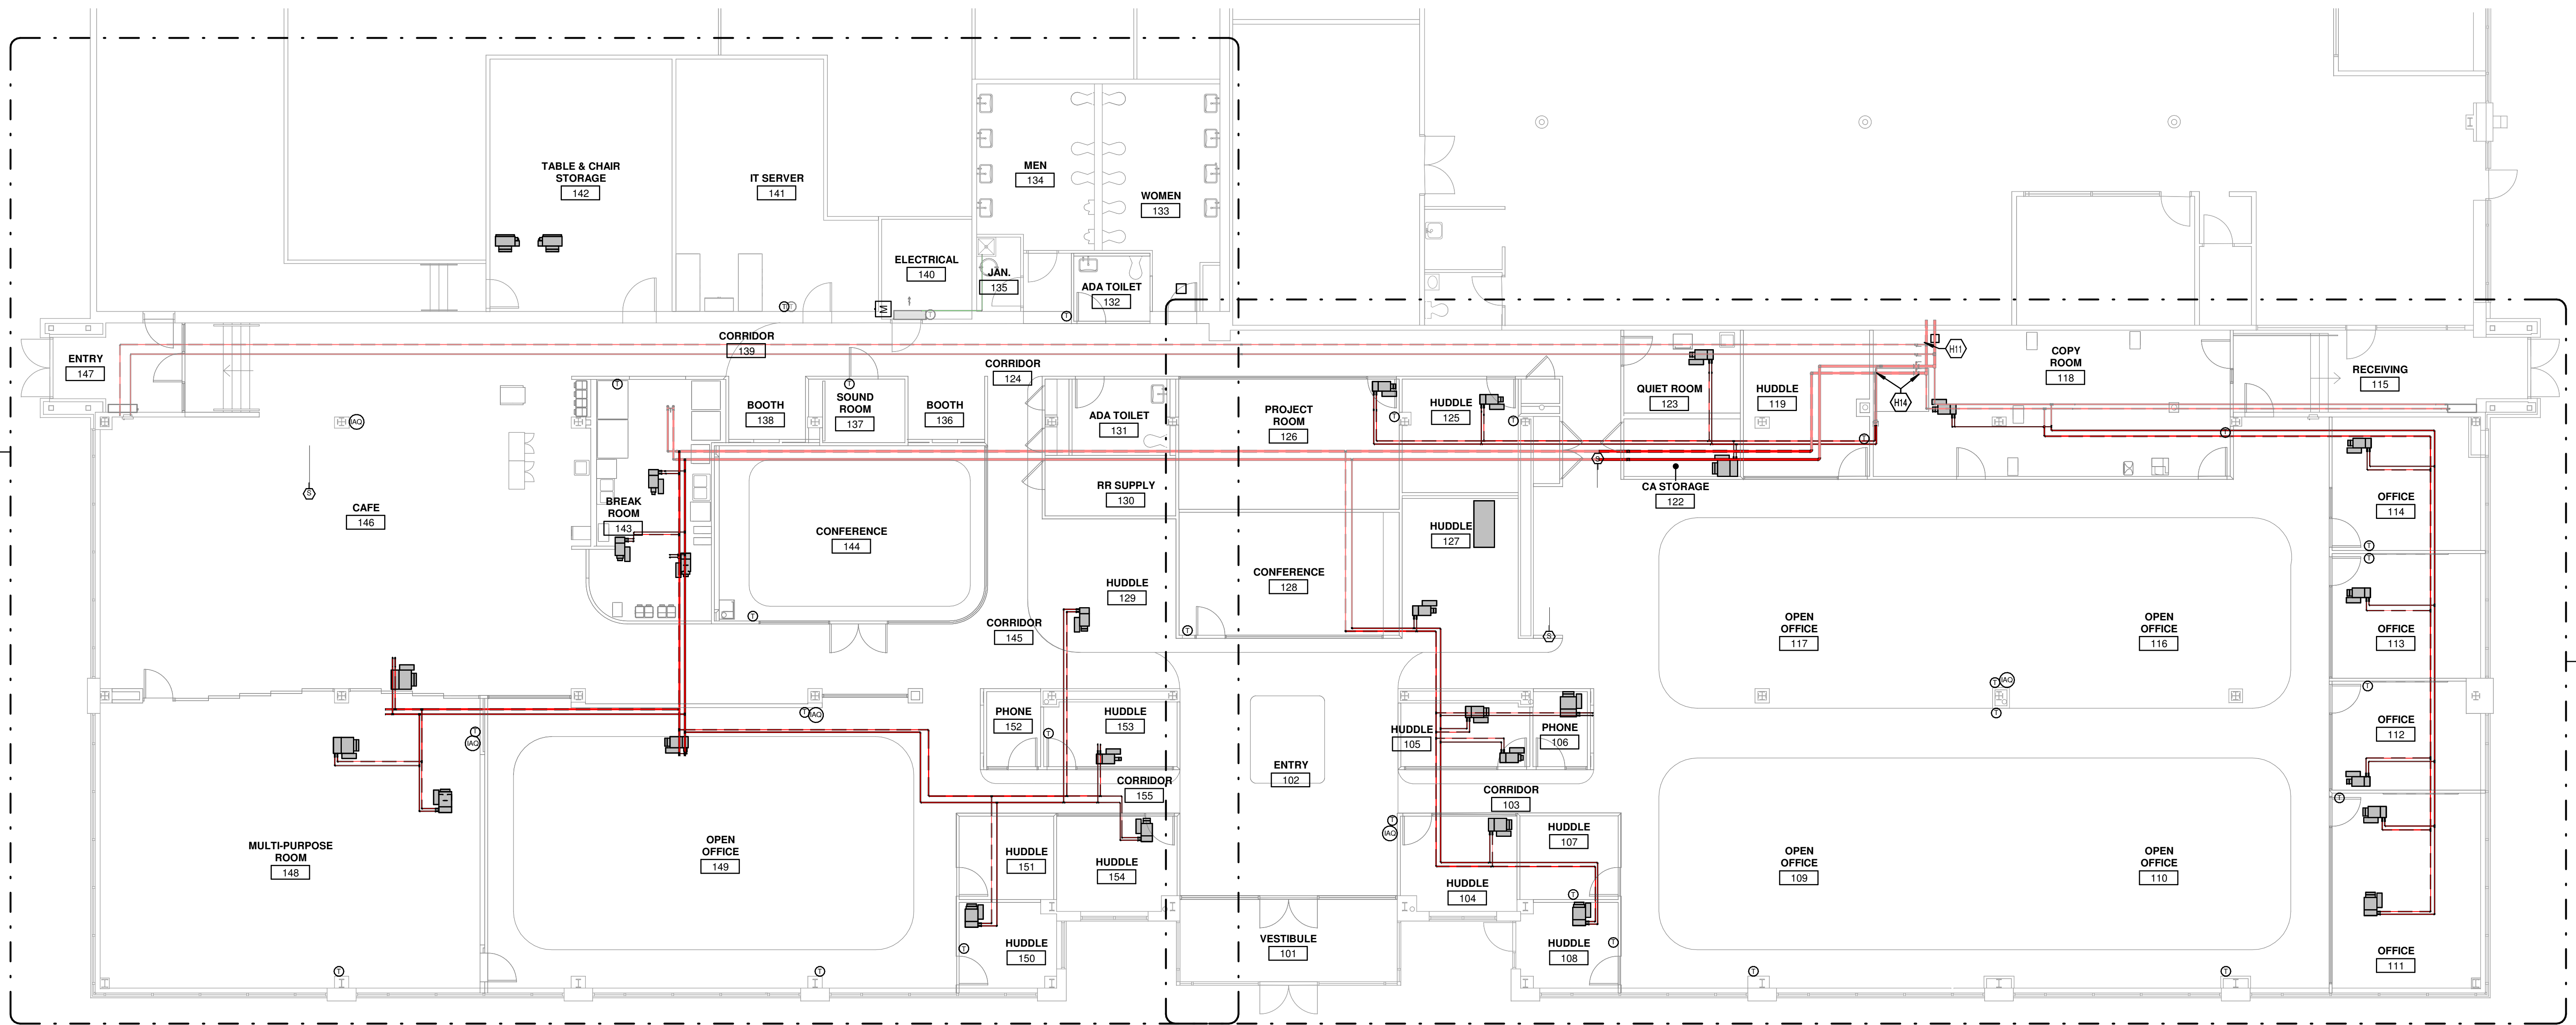 TABLE & CHAIR
STORAGE
142
IT SERVER
141
MEN
134
WOMEN
133
ELECTRICAL
140
JAN.
135
ADA TOILET
132
T
T
M
T
T
ENTRY
147
CORRIDOR
139
CORRIDOR
124
H11
COPY
ROOM
118
RECEIVING
115
H14
IAQ
T
T
BOOTH
138
SOUND
ROOM
137
BOOTH
136
ADA TOILET
131
PROJECT
ROOM
126
T
HUDDLE
125
T
QUIET ROOM
123
HUDDLE
119
T
T
S
CAFE
146
BREAK
ROOM
143
CONFERENCE
144
T
RR SUPPLY
130
S
CA STORAGE
122
OFFICE
114
T
HUDDLE
127
CONFERENCE
128
T
HUDDLE
129
CORRIDOR
145
S
OPEN
OFFICE
117
OPEN
OFFICE
116
T
OFFICE
113
T
IAQ
T
T
T
IAQ
T
IAQ
PHONE
152
T
HUDDLE
153
HUDDLE
105
PHONE
106
OFFICE
112
T
ENTRY
102
CORRIDOR
155
CORRIDOR
103
T
IAQ
MULTI-PURPOSE
ROOM
148
OPEN
OFFICE
149
HUDDLE
151
HUDDLE
154
HUDDLE
104
HUDDLE
107
T
OPEN
OFFICE
109
OPEN
OFFICE
110
T
HUDDLE
150
VESTIBULE
101
HUDDLE
108
T
OFFICE
111
T
T
T
T